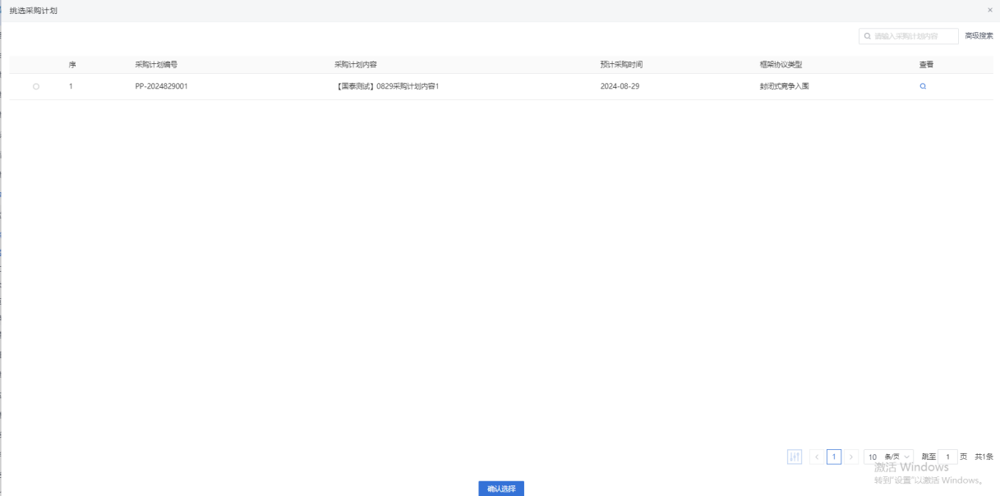 挑选采购计划
请输入采购计划内容 高级搜索
序 采购计划编号 采购计划内容 预计采购时间 框架协议类型 查看
1 PP-2024829001 【国泰测试】0829采购计划内容1 2024-08-29 封闭式竞争入围
1 10 条/页 跳至 1 页 共1条
激活 Windows
转到"设置"以激活 Windows。
确认选择